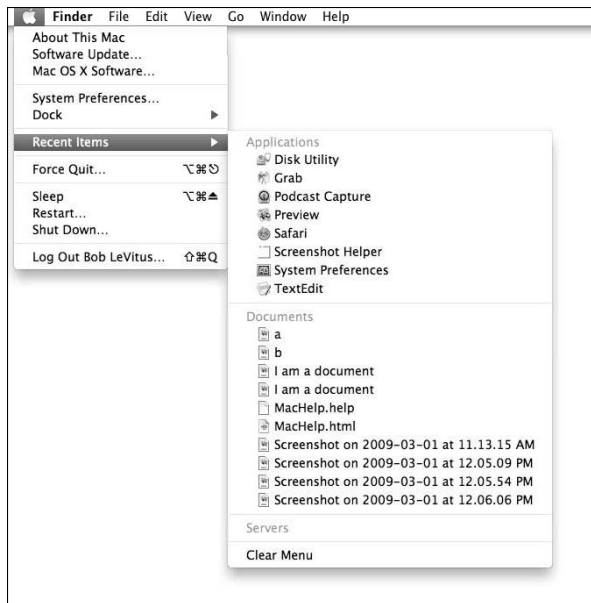 Finder File Edit View Go Window Help
About This Mac
Software Update...
Mac OS X Software...
System Preferences...
Dock ▶
Recent Items ▶
Force Quit... ⌥⌘⎋
Sleep ⌥⌘⏏
Restart...
Shut Down...
Log Out Bob LeVitus... ⇧⌘Q
Applications
Disk Utility
Grab
Podcast Capture
Preview
Safari
Screenshot Helper
System Preferences
TextEdit
Documents
a
b
I am a document
I am a document
MacHelp.help
MacHelp.html
Screenshot on 2009-03-01 at 11.13.15 AM
Screenshot on 2009-03-01 at 12.05.09 PM
Screenshot on 2009-03-01 at 12.05.54 PM
Screenshot on 2009-03-01 at 12.06.06 PM
Servers
Clear Menu